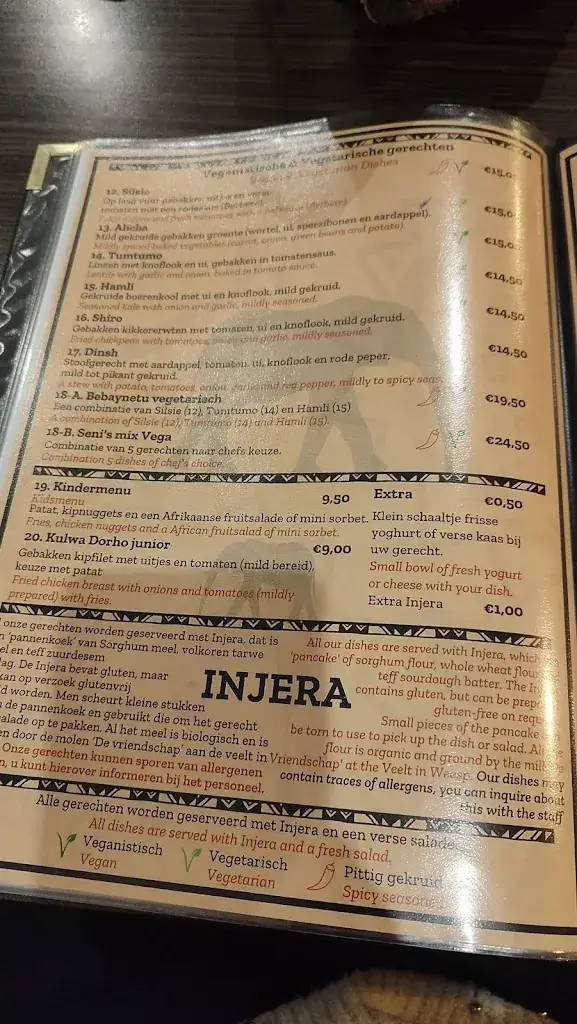 Veganistische & Vegetarische gerechten
Vegan & Vegetarian Dishes
12. Silsie €15,0
13. Alicha €15,0
Mild gekruide gebakken groente (wortel, ui, sperzibonen en aardappel).
Mildly spiced baked vegetables (carrot, onion, green beans and potato)
14. Tumtumo €15,0
Linzen met knoflook en ui, gebakken in tomatensaus.
Lentils with garlic and onion, baked in tomato sauce.
15. Hamli €14,50
Gekruide boerenkool met ui en knoflook, mild gekruid.
Seasoned kale with onion and garlic, mildly seasoned.
16. Shiro €14,50
Gebakken kikkererwten met tomaten, ui en knoflook, mild gekruid.
Fried chickpeas with tomatoes, onion and garlic, mildly seasoned.
17. Dinsh €14,50
Stoofgerecht met aardappel, tomaten, ui, knoflook en rode peper,
mild tot pikant gekruid.
A stew with potato, tomatoes, onion, garlic and red pepper, mildly to spicy seas
18-A. Bebaynetu vegetarisch €19,50
Een combinatie van Silsie (12), Tumtumo (14) en Hamli (15)
A combination of Silsie (12), Tumtumo (14) and Hamli (15).
18-B. Seni's mix Vega €24,50
Combinatie van 5 gerechten naar chefs keuze.
Combination 5 dishes of chef's choice.
19. Kindermenu 9,50
Kidsmenu
Patat, kipnuggets en een Afrikaanse fruitsalade of mini sorbet.
Fries, chicken nuggets and a African fruitsalad of mini sorbet.
20. Kulwa Dorho junior €9,00
Gebakken kipfilet met uitjes en tomaten (mild bereid),
keuze met patat
Fried chicken breast with onions and tomatoes (mildly
prepared) with fries.
Extra €0,50
Klein schaaltje frisse
yoghurt of verse kaas bij
uw gerecht.
Small bowl of fresh yogurt
or cheese with your dish.
Extra Injera €1,00
onze gerechten worden geserveerd met Injera, dat is
n 'pannenkoek' van Sorghum meel, volkoren tarwe
el en teff zuurdesem
lag. De Injera bevat gluten, maar
kan op verzoek glutenvrij
d worden. Men scheurt kleine stukken
de pannenkoek en gebruikt die om het gerecht
salade op te pakken. Al het meel is biologisch en is
en door de molen 'De vriendschap' aan de veelt in
Onze gerechten kunnen sporen van allergenen
n, u kunt hierover informeren bij het personeel.
INJERA
All our dishes are served with Injera, which
'pancake' of sorghum flour, whole wheat flou
teff sourdough batter. The In
contains gluten, but can be prep
gluten-free on requ
Small pieces of the pancake
be torn to use to pick up the dish or salad. Al
flour is organic and ground by the mill
Vriendschap' at the Veelt in Weesp. Our dishes may
contain traces of allergens, you can inquire about
this with the staff
Alle gerechten worden geserveerd met Injera en een verse salade
All dishes are served with Injera and a fresh salad.
Veganistisch
Vegan
Vegetarisch
Vegetarian
Pittig gekruid
Spicy seasone